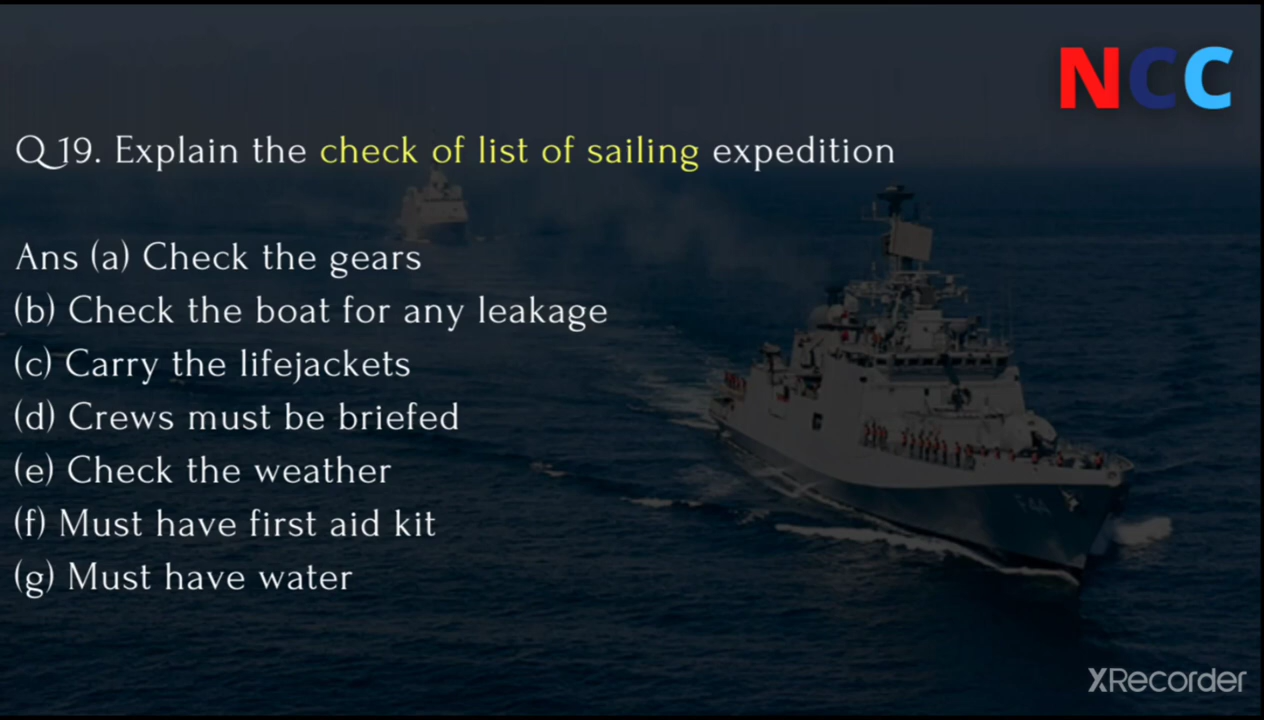 NCC
Q 19. Explain the check of list of sailing expedition
Ans (a) Check the gears
(b) Check the boat for any leakage
(c) Carry the lifejackets
(d) Crews must be briefed
(e) Check the weather
(f) Must have first aid kit
(g) Must have water
F44
XRecorder